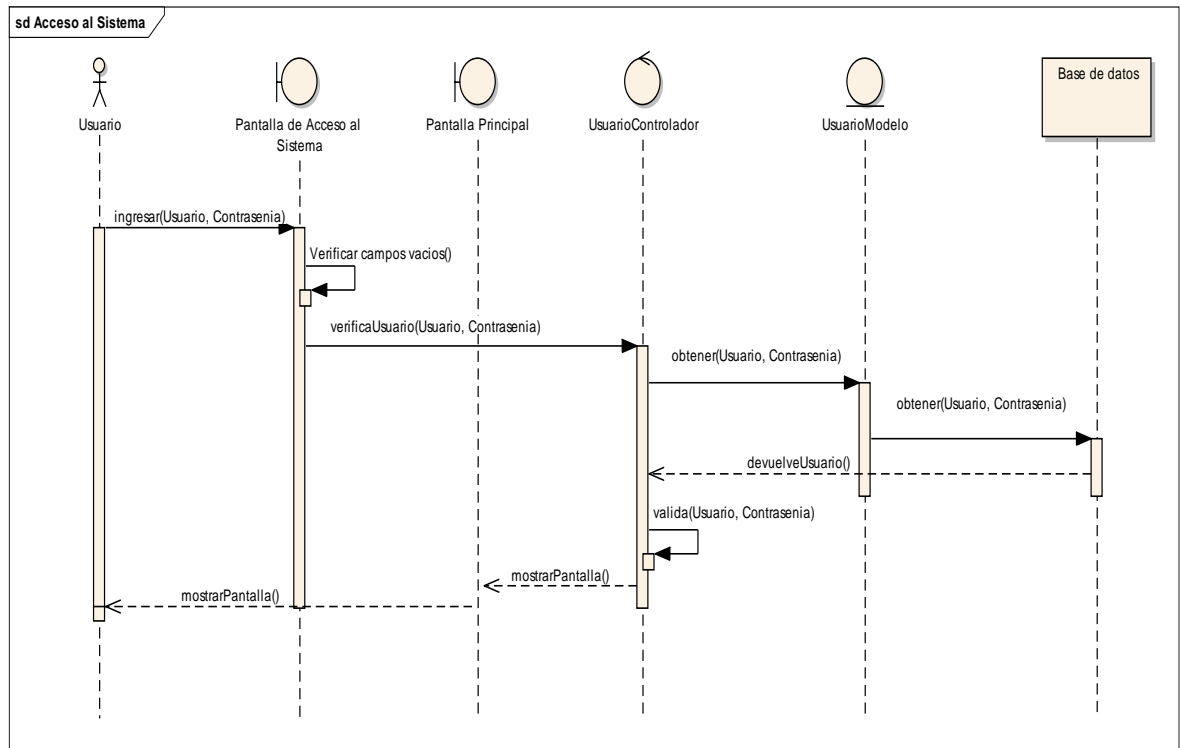 sd Acceso al Sistema
Usuario
Pantalla de Acceso al
Sistema
Pantalla Principal
UsuarioControlador
UsuarioModelo
Base de datos
ingresar(Usuario, Contrasenia)
Verificar campos vacios()
verificaUsuario(Usuario, Contrasenia)
obtener(Usuario, Contrasenia)
obtener(Usuario, Contrasenia)
devuelveUsuario()
valida(Usuario, Contrasenia)
mostrarPantalla()
mostrarPantalla()